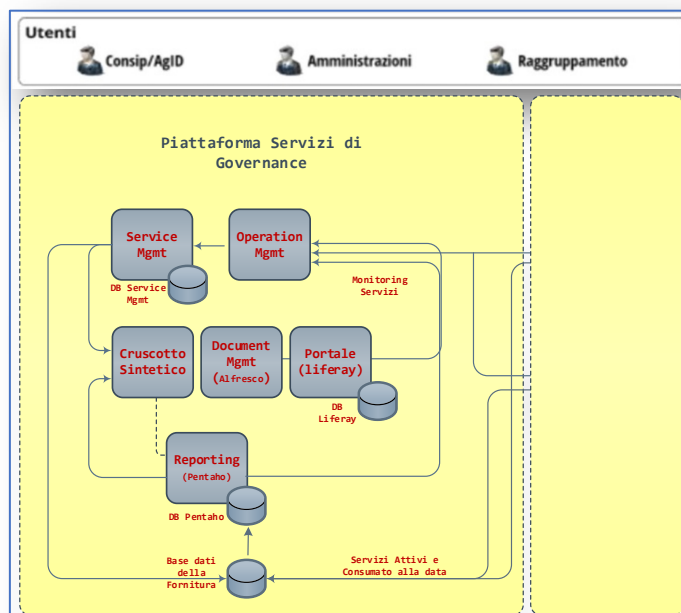 Utenti
Consip/AgID
Amministrazioni
Raggruppamento
Piattaforma Servizi di
Governance
Service
Mgmt
Operation
Mgmt
DB Service
Mgmt
Monitoring
Servizi
Cruscotto
Sintetico
Document
Mgmt
(Alfresco)
Portale
(liferay)
DB
Liferay
Reporting
(Pentaho)
DB Pentaho
Base dati
della
Fornitura
Servizi Attivi e
Consumato alla data